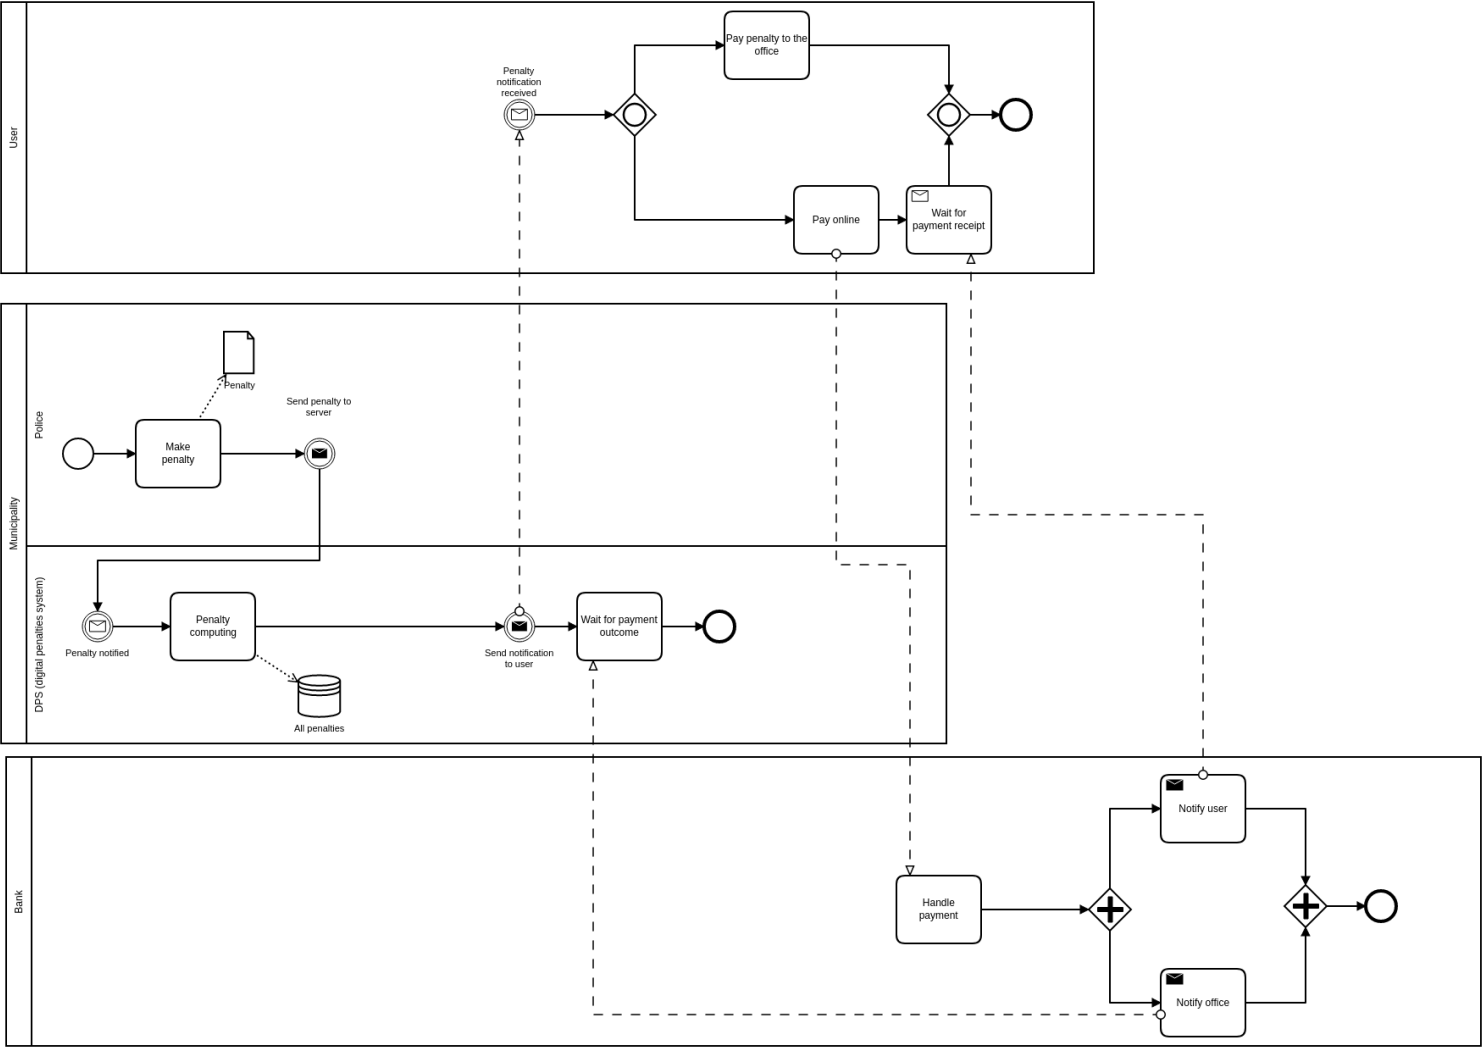 User
Penalty
notification
received
Pay penalty to the
office
Pay online
Wait for
payment receipt
Municipality
Police
Penalty
Make
penalty
Send penalty to
server
DPS (digital penalties system)
Penalty notified
Penalty
computing
All penalties
Send notification
to user
Wait for payment
outcome
Bank
Handle
payment
Notify user
Notify office